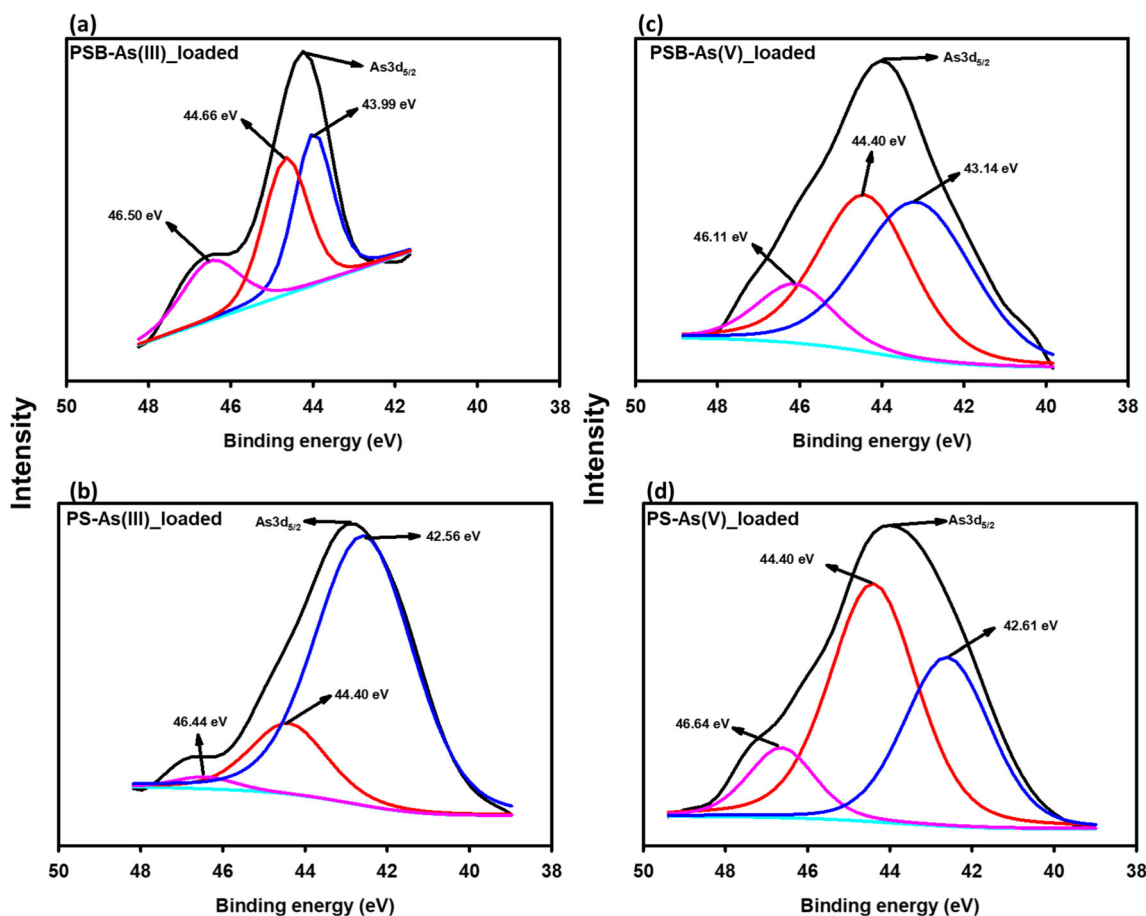 (a)
PSB-As(III)_loaded
As3d5/2
44.66 eV
43.99 eV
46.50 eV
50 48 46 44 42 40 38
Binding energy (eV)
Intensity
(b)
PS-As(III)_loaded
As3d5/2
42.56 eV
46.44 eV
44.40 eV
50 48 46 44 42 40 38
Binding energy (eV)
(c)
PSB-As(V)_loaded
As3d5/2
44.40 eV
43.14 eV
46.11 eV
50 48 46 44 42 40 38
Binding energy (eV)
Intensity
(d)
PS-As(V)_loaded
As3d5/2
44.40 eV
42.61 eV
46.64 eV
50 48 46 44 42 40 38
Binding energy (eV)